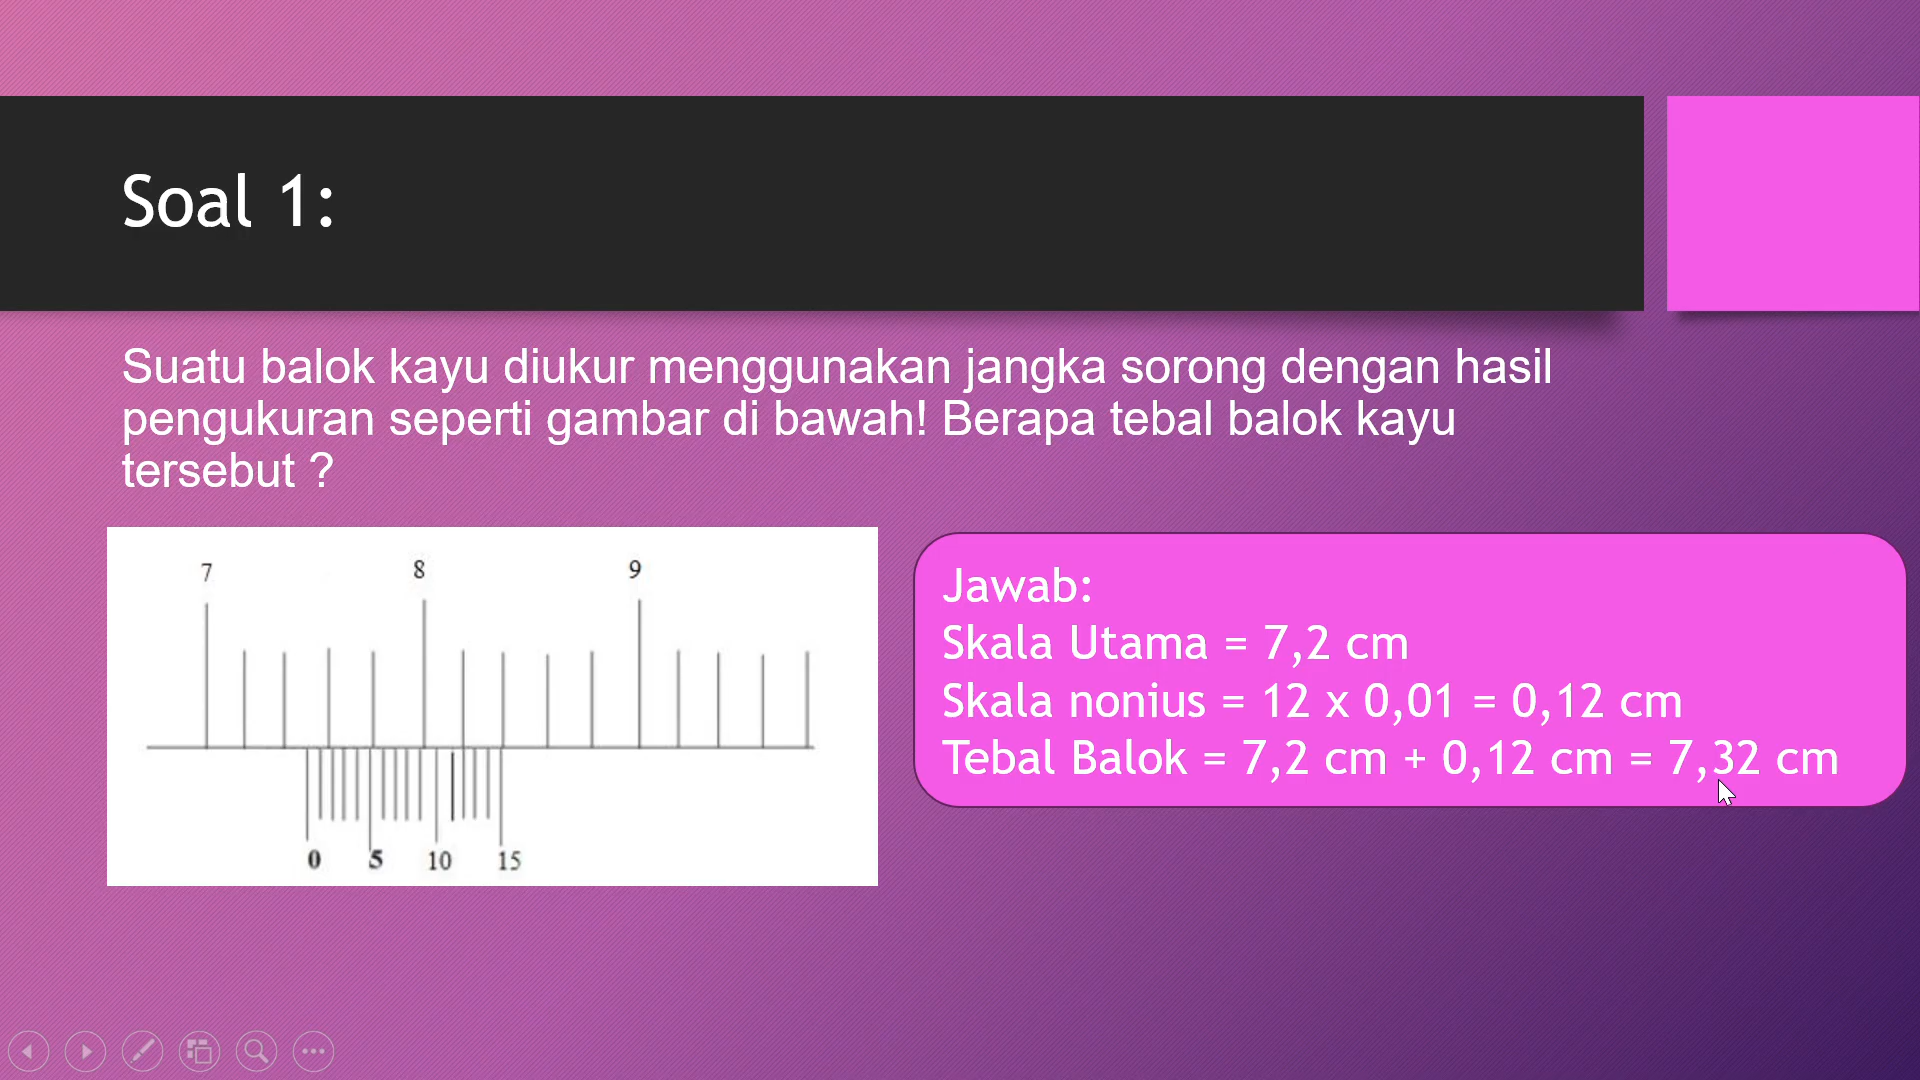 Soal 1:
Suatu balok kayu diukur menggunakan jangka sorong dengan hasil
pengukuran seperti gambar di bawah! Berapa tebal balok kayu
tersebut ?
7 8 9
0 5 10 15
Jawab:
Skala Utama = 7,2 cm
Skala nonius = 12 x 0,01 = 0,12 cm
Tebal Balok = 7,2 cm + 0,12 cm = 7,32 cm